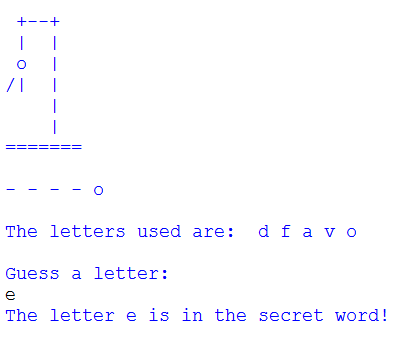 +--+
|  |
o  |
/|  |
|
|
=======
- - - - o
The letters used are:  d f a v o
Guess a letter:
e
The letter e is in the secret word!